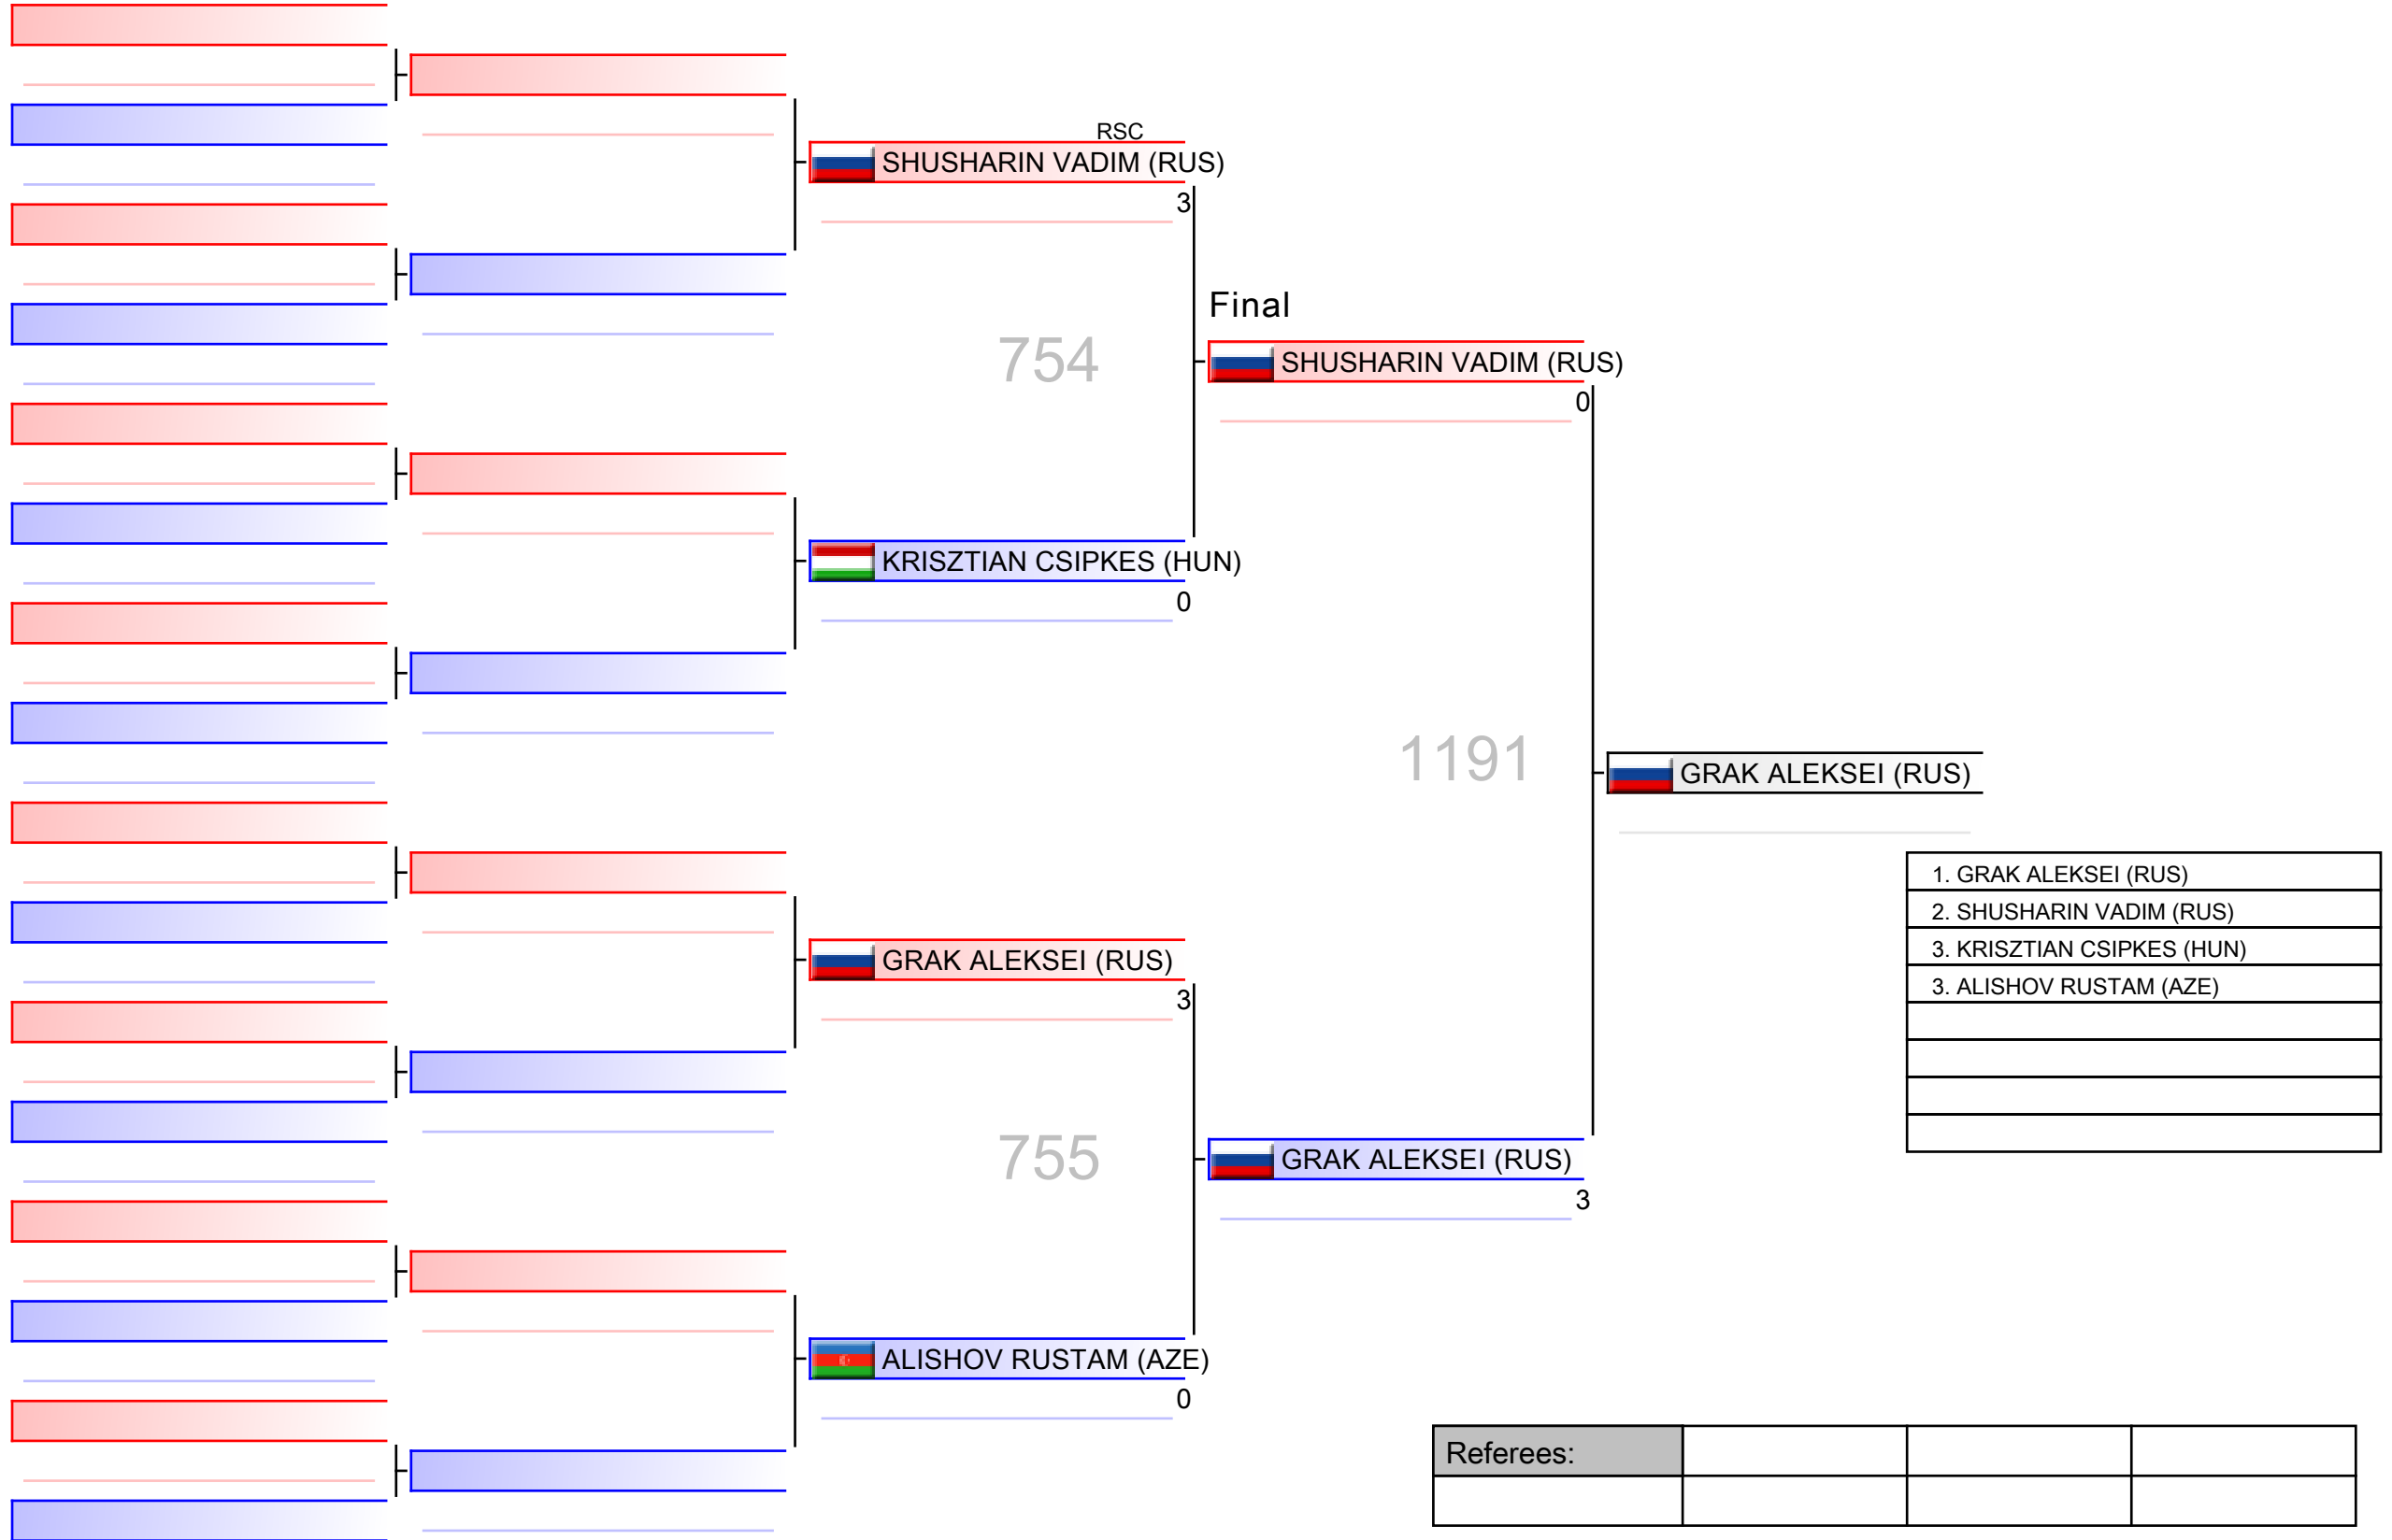 RSC
SHUSHARIN VADIM (RUS)
3
Final
754
SHUSHARIN VADIM (RUS)
0
KRISZTIAN CSIPKES (HUN)
0
1191
GRAK ALEKSEI (RUS)
1. GRAK ALEKSEI (RUS)
2. SHUSHARIN VADIM (RUS)
3. KRISZTIAN CSIPKES (HUN)
3. ALISHOV RUSTAM (AZE)
GRAK ALEKSEI (RUS)
3
755
GRAK ALEKSEI (RUS)
3
ALISHOV RUSTAM (AZE)
0
Referees: